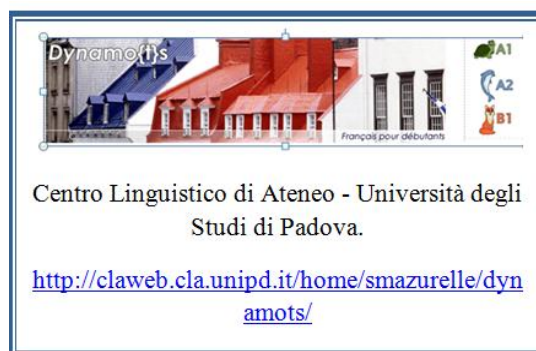 Dynamo{t}s
A1
A2
B1
Français pour débutants
Centro Linguistico di Ateneo - Università degli
Studi di Padova.
http://claweb.cla.unipd.it/home/smazurelle/dyn
amots/